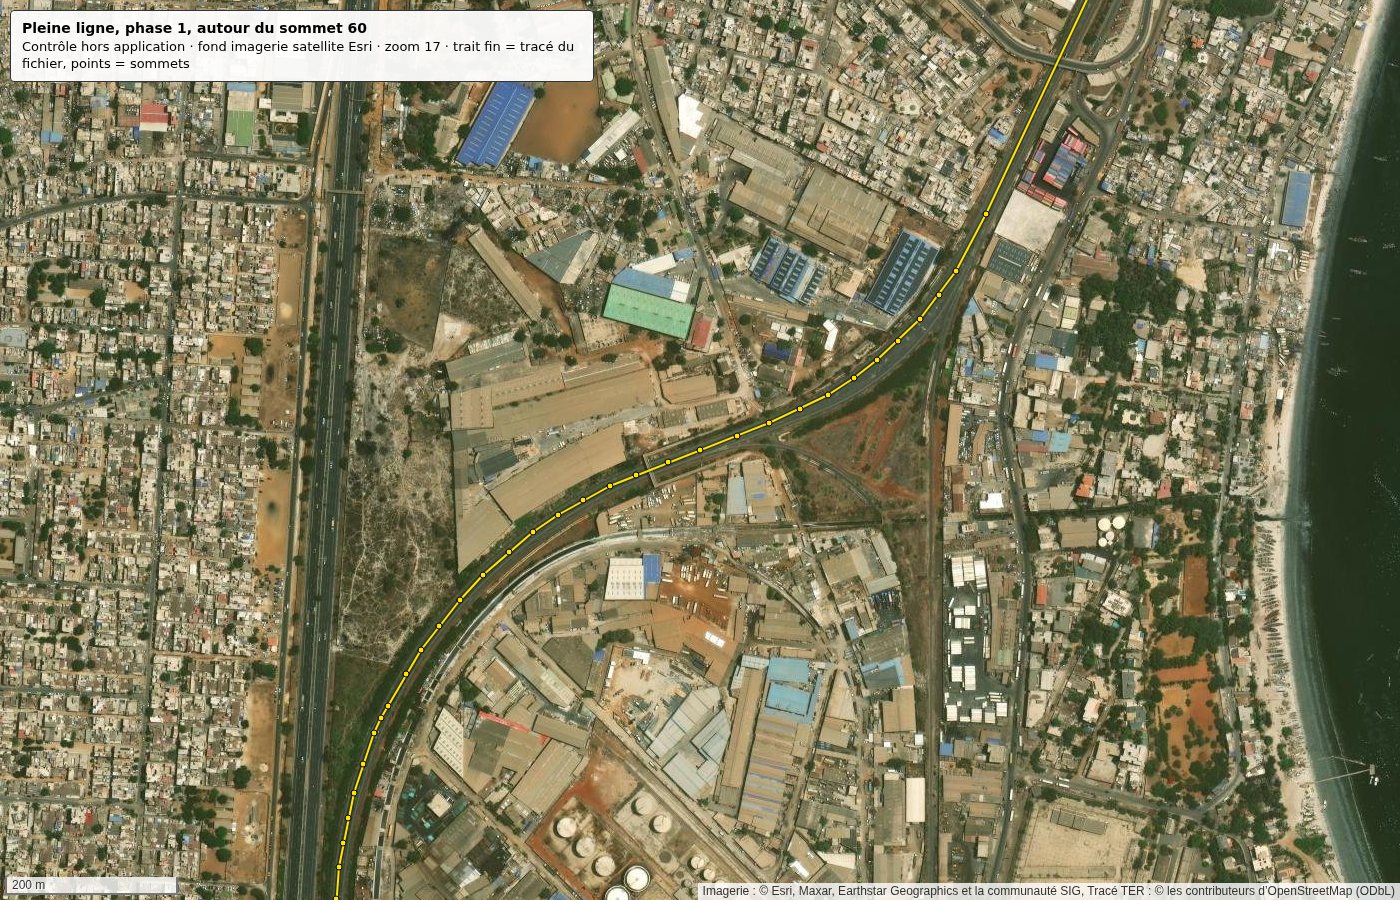 Pleine ligne, phase 1, autour du sommet 60
Contrôle hors application · fond imagerie satellite Esri · zoom 17 · trait fin = tracé du
fichier, points = sommets
200 m
Imagerie : © Esri, Maxar, Earthstar Geographics et la communauté SIG, Tracé TER : © les contributeurs d'OpenStreetMap (ODbL)